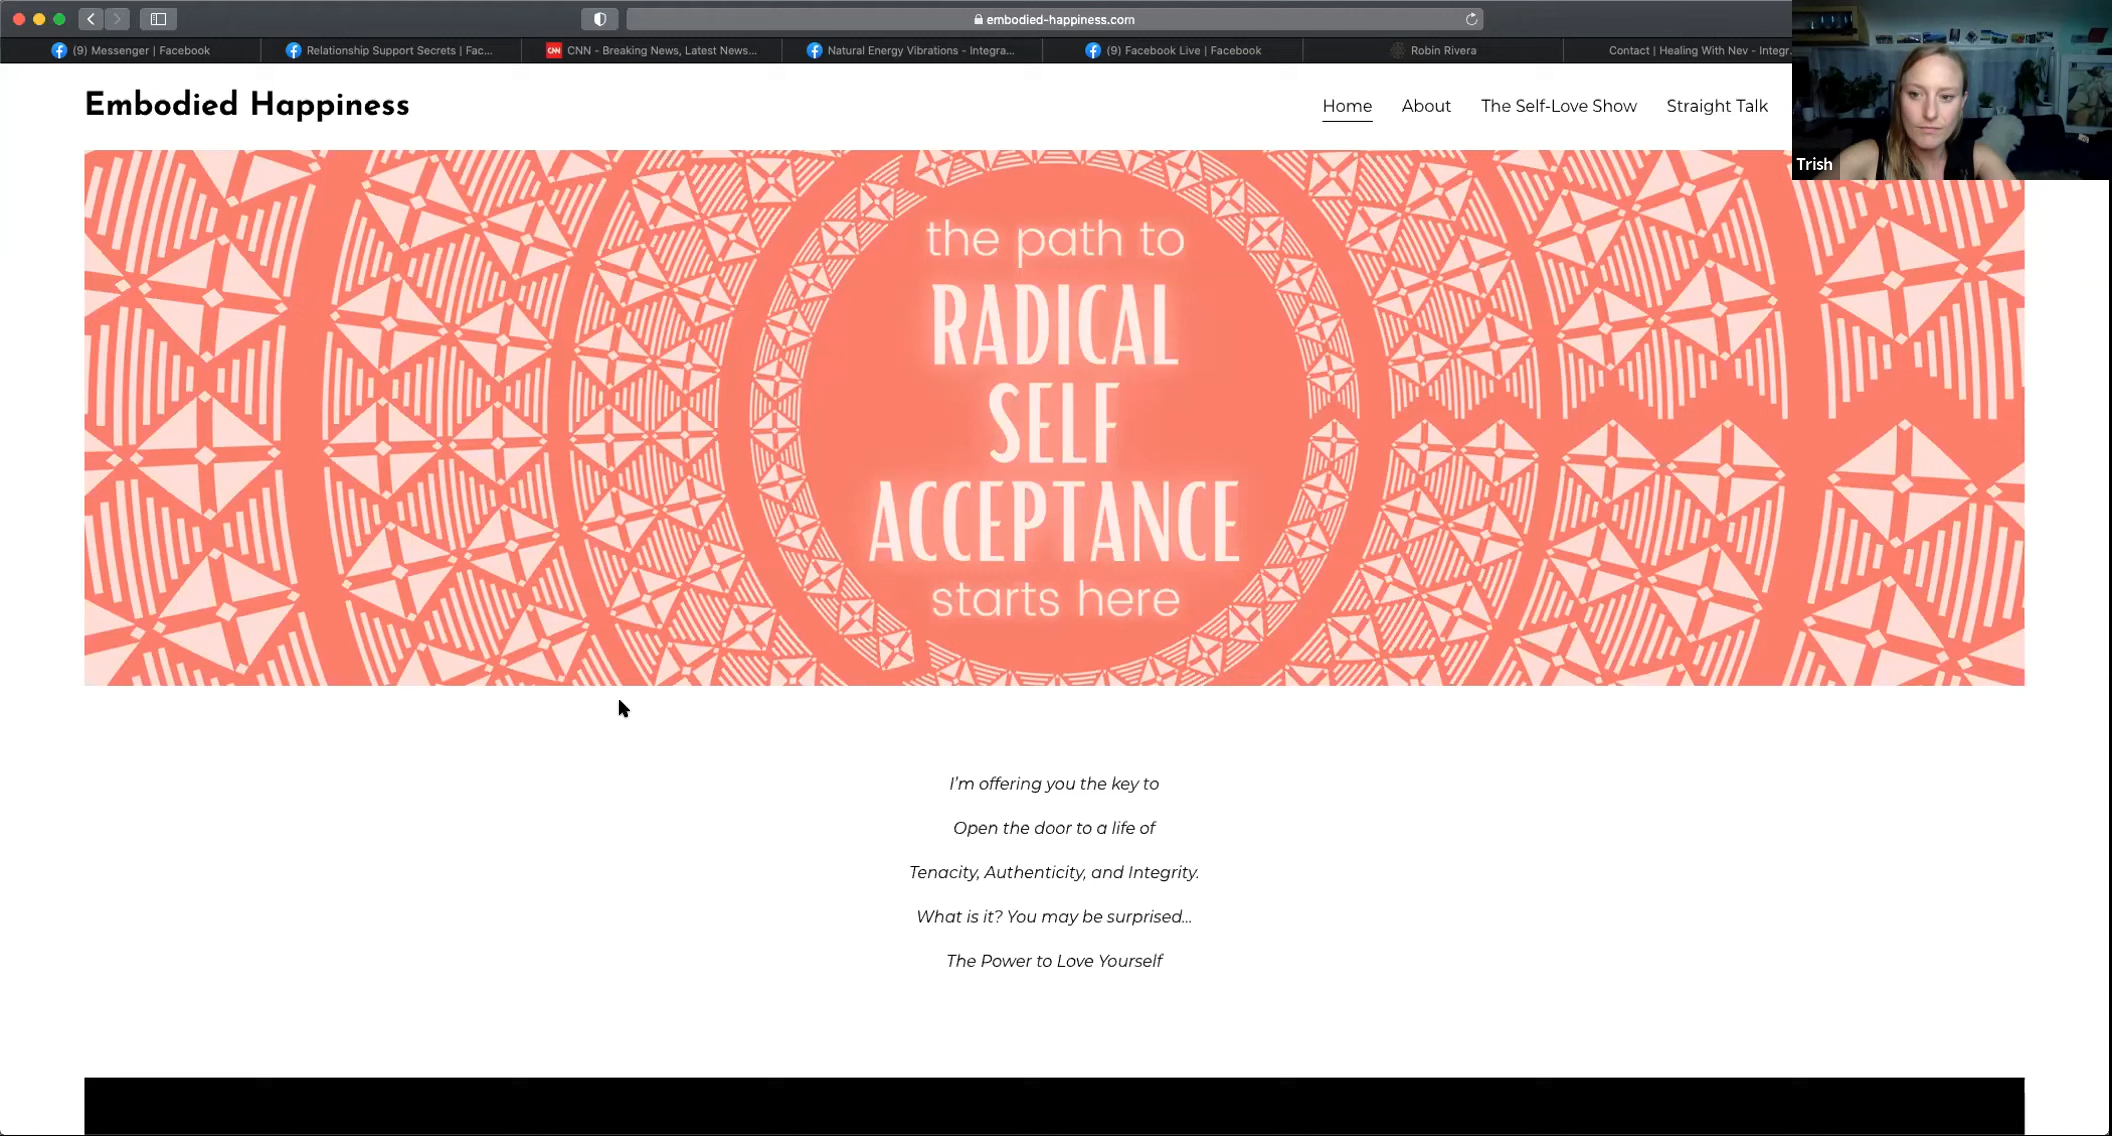 embodied-happiness.com
(9) Messenger | Facebook
Relationship Support Secrets | Fac...
CNN
CNN - Breaking News, Latest News...
Natural Energy Vibrations - Integra...
(9) Facebook Live | Facebook
Robin Rivera
Contact | Healing With Nev - Integr
Embodied Happiness
Home
About
The Self-Love Show
Straight Talk
Trish
the path to
RADICAL
SELF
ACCEPTANCE
starts here
I'm offering you the key to
Open the door to a life of
Tenacity, Authenticity, and Integrity.
What is it? You may be surprised...
The Power to Love Yourself